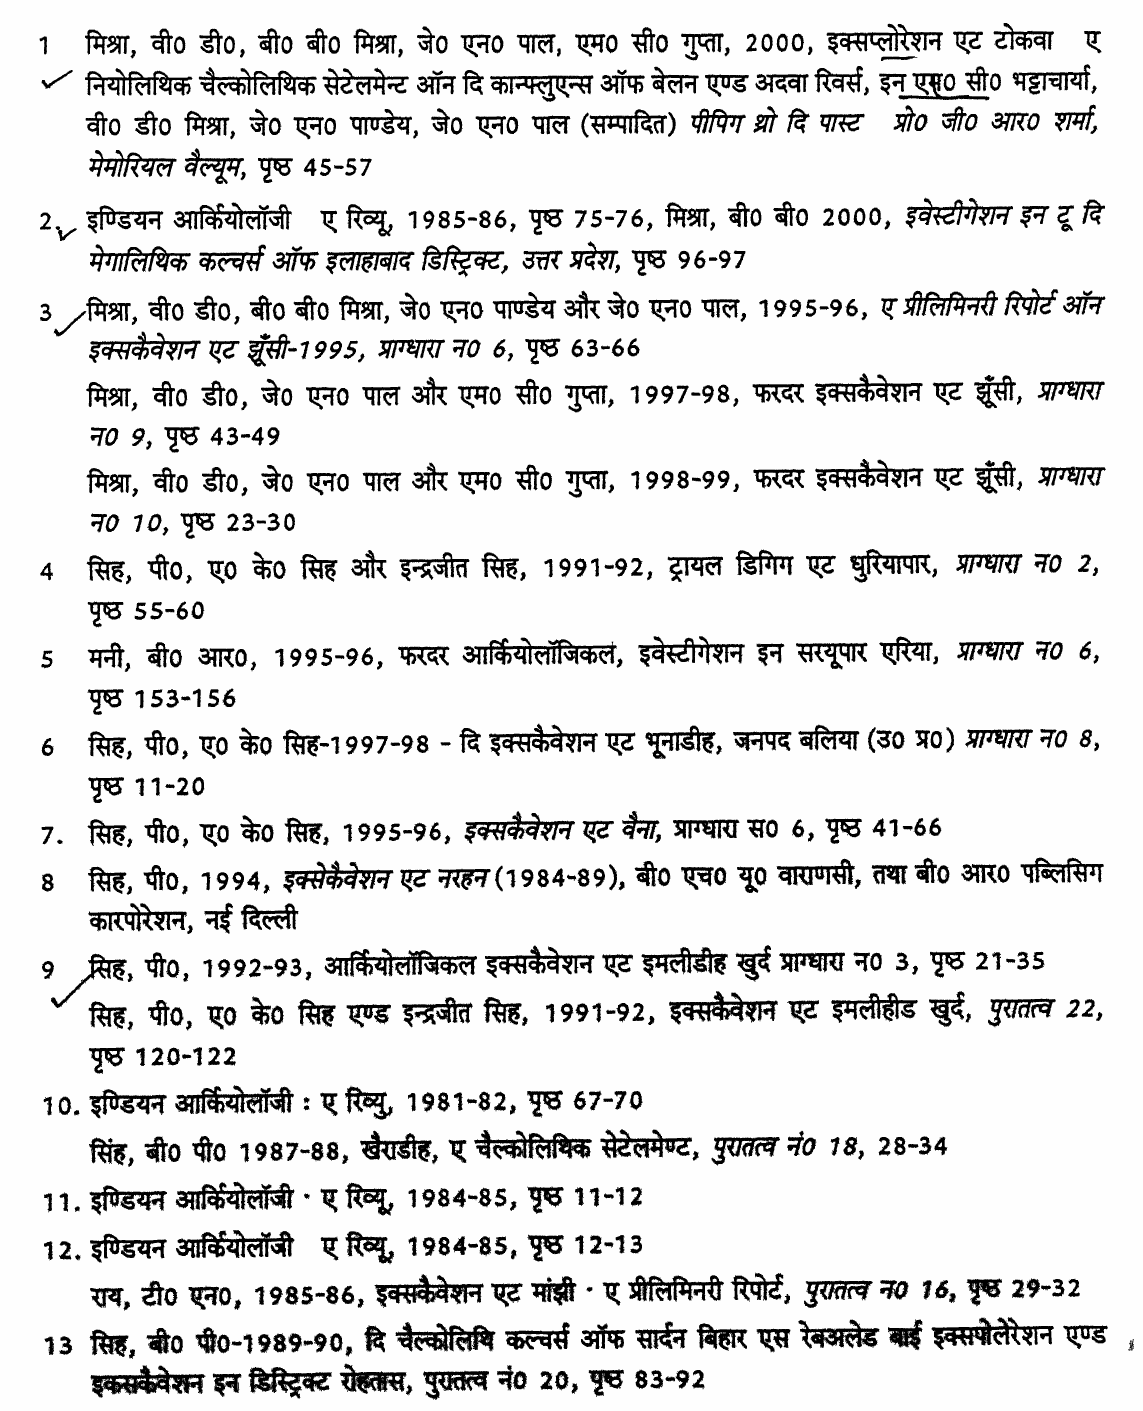 1 मिश्रा, वी0 डी0, बी0 बी0 मिश्रा, जे0 एन0 पाल, एम0 सी0 गुप्ता, 2000, इक्सप्लोरेशन एट टोकवा ए
नियोलिथिक चैल्कोलिथिक सेटेलमेन्ट ऑन दि कान्फ्लुएन्स ऑफ बेलन एण्ड अदवा रिवर्स, इन एस0 सी0 भट्टाचार्या,
वी0 डी0 मिश्रा, जे0 एन0 पाण्डेय, जे0 एन0 पाल (सम्पादित) पीपिग थ्रो दि पास्ट प्रो0 जी0 आर0 शर्मा,
मेमोरियल वैल्यूम, पृष्ठ 45-57
2. इण्डियन आर्कियोलॉजी ए रिव्यू, 1985-86, पृष्ठ 75-76, मिश्रा, बी0 बी0 2000, इवेस्टीगेशन इन टू दि
मेगालिथिक कल्चर्स ऑफ इलाहाबाद डिस्ट्रिक्ट, उत्तर प्रदेश, पृष्ठ 96-97
3 मिश्रा, वी0 डी0, बी0 बी0 मिश्रा, जे0 एन0 पाण्डेय और जे0 एन0 पाल, 1995-96, ए प्रीलिमिनरी रिपोर्ट ऑन
इक्सकैवेशन एट झूँसी-1995, प्राग्धारा न0 6, पृष्ठ 63-66
मिश्रा, वी0 डी0, जे0 एन0 पाल और एम0 सी0 गुप्ता, 1997-98, फरदर इक्सकैवेशन एट झूँसी, प्राग्धारा
न0 9, पृष्ठ 43-49
मिश्रा, वी0 डी0, जे0 एन0 पाल और एम0 सी0 गुप्ता, 1998-99, फरदर इक्सकैवेशन एट झूँसी, प्राग्धारा
न0 10, पृष्ठ 23-30
4 सिह, पी0, ए0 के0 सिह और इन्द्रजीत सिह, 1991-92, ट्रायल डिगिग एट धुरियापार, प्राग्धारा न0 2,
पृष्ठ 55-60
5 मनी, बी0 आर0, 1995-96, फरदर आर्कियोलॉजिकल, इवेस्टीगेशन इन सरयूपार एरिया, प्राग्धारा न0 6,
पृष्ठ 153-156
6 सिह, पी0, ए0 के0 सिह-1997-98 - दि इक्सकैवेशन एट भूनाडीह, जनपद बलिया (उ0 प्र0) प्राग्धारा न0 8,
पृष्ठ 11-20
7. सिह, पी0, ए0 के0 सिह, 1995-96, इक्सकैवेशन एट वैना, प्राग्धारा स0 6, पृष्ठ 41-66
8 सिह, पी0, 1994, इक्सेकैवेशन एट नरहन (1984-89), बी0 एच0 यू0 वाराणसी, तथा बी0 आर0 पब्लिसिग
कारपोरेशन, नई दिल्ली
9 सिह, पी0, 1992-93, आर्कियोलॉजिकल इक्सकैवेशन एट इमलीडीह खुर्द प्राग्धारा न0 3, पृष्ठ 21-35
सिह, पी0, ए0 के0 सिह एण्ड इन्द्रजीत सिह, 1991-92, इक्सकैवेशन एट इमलीहीड खुर्द, पुरातत्व 22,
पृष्ठ 120-122
10. इण्डियन आर्कियोलॉजी : ए रिव्यु, 1981-82, पृष्ठ 67-70
सिंह, बी0 पी0 1987-88, खैराडीह, ए चैल्कोलिथिक सेटेलमेण्ट, पुरातत्व नं0 18, 28-34
11. इण्डियन आर्कियोलॉजी · ए रिव्यू, 1984-85, पृष्ठ 11-12
12. इण्डियन आर्कियोलॉजी ए रिव्यू, 1984-85, पृष्ठ 12-13
राय, टी0 एन0, 1985-86, इक्सकैवेशन एट मांझी · ए प्रीलिमिनरी रिपोर्ट, पुरातत्व न0 16, पृष्ठ 29-32
13 सिह, बी0 पी0-1989-90, दि चैल्कोलिथि कल्चर्स ऑफ सार्दन बिहार एस रेबअलेड बाई इक्सपोलेरेशन एण्ड
इकसकैवेशन इन डिस्ट्रिक्ट रोहतास, पुरातत्व नं0 20, पृष्ठ 83-92